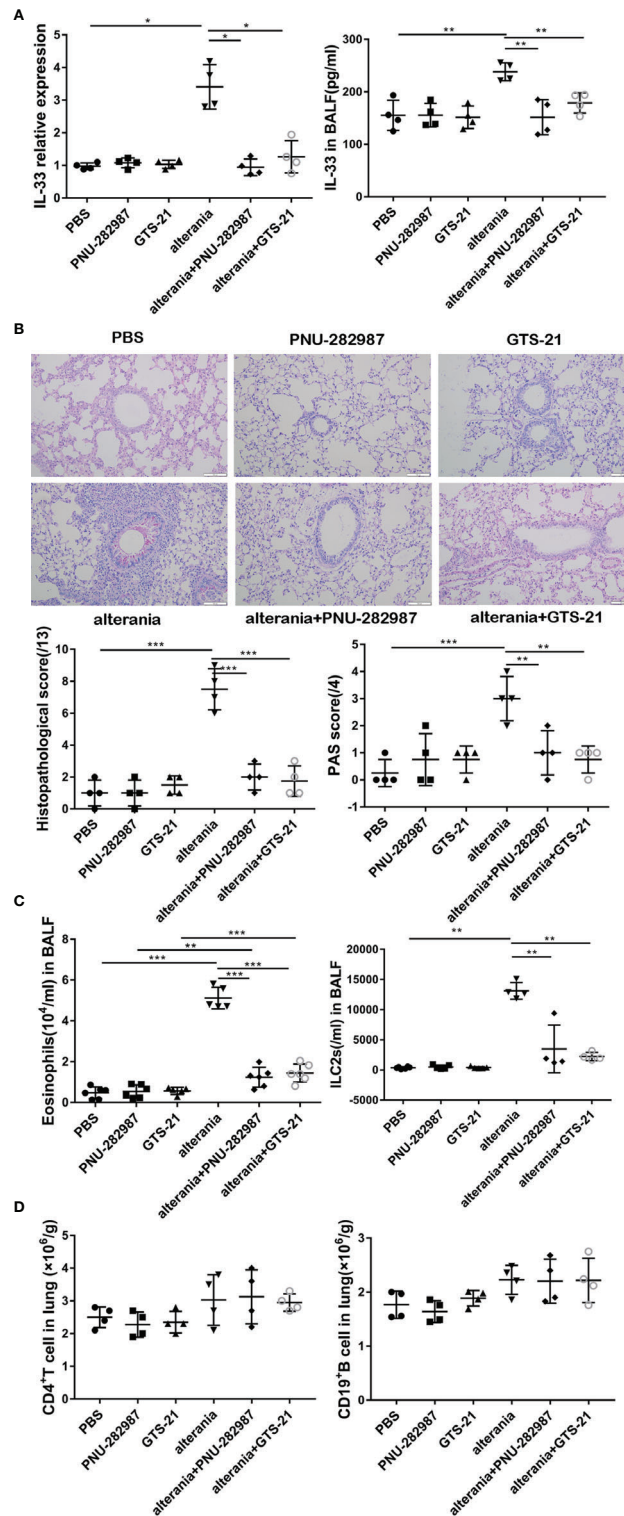 A
IL-33 relative expression
5
4
3
2
1
0
*
*
*
PBS
PNU-282987
GTS-21
alterania
alterania+PNU-282987
alterania+GTS-21
IL-33 in BALF(pg/ml)
300
200
100
0
**
**
**
PBS
PNU-282987
GTS-21
alterania
alterania+PNU-282987
alterania+GTS-21
B
PBS
PNU-282987
GTS-21
alterania
alterania+PNU-282987
alterania+GTS-21
Histopathological score(/13)
10
8
6
4
2
0
***
***
***
PBS
PNU-282987
GTS-21
alterania
alterania+PNU-282987
alterania+GTS-21
PAS score(/4)
5
4
3
2
1
0
-1
***
**
**
PBS
PNU-282987
GTS-21
alterania
alterania+PNU-282987
alterania+GTS-21
C
Eosinophils(10⁴/ml) in BALF
8
6
4
2
0
***
**
***
***
***
PBS
PNU-282987
GTS-21
alterania
alterania+PNU-282987
alterania+GTS-21
ILC2s(/ml) in BALF
20000
15000
10000
5000
0
-5000
**
**
**
PBS
PNU-282987
GTS-21
alterania
alterania+PNU-282987
alterania+GTS-21
D
CD4⁺T cell in lung (×10⁶/g)
5
4
3
2
1
0
PBS
PNU-282987
GTS-21
alterania
alterania+PNU-282987
alterania+GTS-21
CD19⁺B cell in lung(×10⁶/g)
3
2
1
0
PBS
PNU-282987
GTS-21
alterania
alterania+PNU-282987
alterania+GTS-21